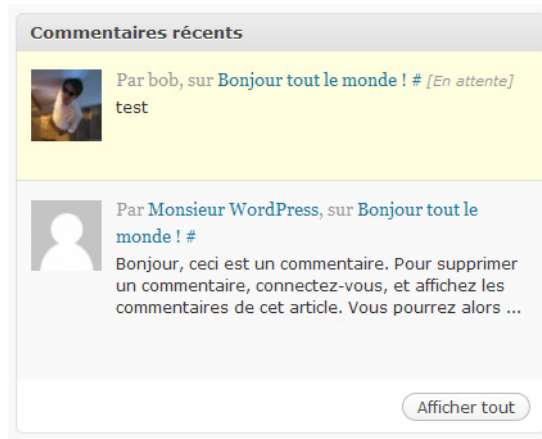 Commentaires récents
Par bob, sur Bonjour tout le monde ! # [En attente]
test
Par Monsieur WordPress, sur Bonjour tout le
monde ! #
Bonjour, ceci est un commentaire. Pour supprimer
un commentaire, connectez-vous, et affichez les
commentaires de cet article. Vous pourrez alors ...
Afficher tout